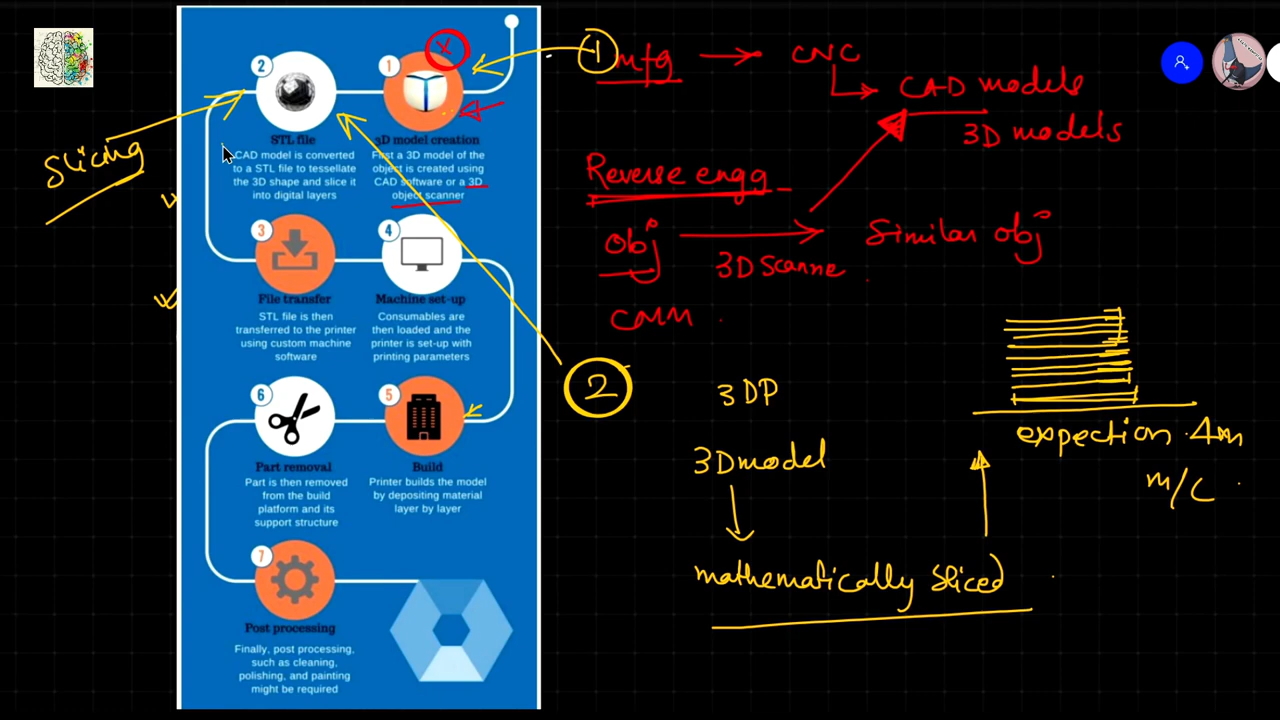 2
STL file
CAD model is converted
to a STL file to tessellate
the 3D shape and slice it
into digital layers
1
3D model creation
First a 3D model of the
object is created using
CAD software or a 3D
object scanner
3
File transfer
STL file is then
transferred to the printer
using custom machine
software
4
Machine set-up
Consumables are
then loaded and the
printer is set-up with
printing parameters
6
Part removal
Part is then removed
from the build
platform and its
support structure
5
Build
Printer builds the model
by depositing material
layer by layer
7
Post processing
Finally, post processing,
such as cleaning,
polishing, and painting
might be required
Slicing
X
1
mfg → CNC
CAD models
3D models
Reverse engg
obj → Similar obj
3D Scanne
CMM
2
3DP
3D model
mathematically sliced
expection 4m
m/c